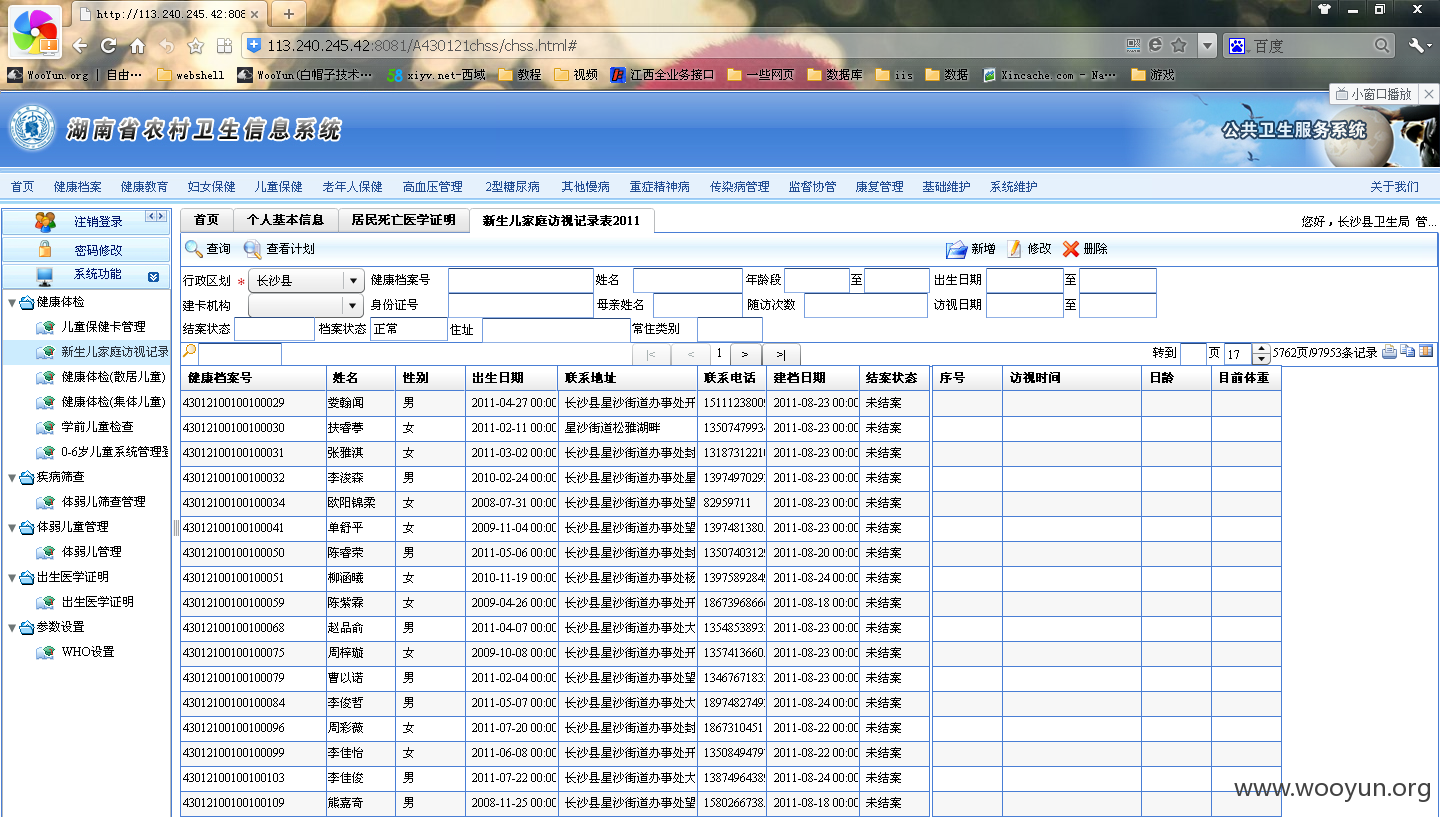 http://113.240.245.42:808
113.240.245.42:8081/A430121chss/chss.html#
百度
WooYun.org | 自由… webshell WooYun(白帽子技术… 58 xiyv.net-西域 教程 视频 江西全业务接口 一些网页 数据库 iis 数据 Xincache.com - Na… 游戏
小窗口播放
湖南省农村卫生信息系统
公共卫生服务系统
首页 健康档案 健康教育 妇女保健 儿童保健 老年人保健 高血压管理 2型糖尿病 其他慢病 重症精神病 传染病管理 监督协管 康复管理 基础维护 系统维护 关于我们
注销登录
密码修改
系统功能
健康体检
儿童保健卡管理
新生儿家庭访视记录
健康体检(散居儿童)
健康体检(集体儿童)
学前儿童检查
0-6岁儿童系统管理
疾病筛查
体弱儿筛查管理
体弱儿童管理
体弱儿管理
出生医学证明
出生医学证明
参数设置
WHO设置
首页 个人基本信息 居民死亡医学证明 新生儿家庭访视记录表2011 您好，长沙县卫生局 管...
查询 查看计划 新增 修改 删除
行政区划 * 长沙县 健康档案号 姓名 年龄段 至 出生日期 至
建卡机构 身份证号 母亲姓名 随访次数 访视日期 至
结案状态 档案状态 正常 住址 常住类别
|< < 1 > >| 转到 页 17 5762页/97953条记录
健康档案号 姓名 性别 出生日期 联系地址 联系电话 建档日期 结案状态 序号 访视时间 日龄 目前体重
43012100100100029 娄翰闻 男 2011-04-27 00:00 长沙县星沙街道办事处开 1511123800 2011-08-23 00:00 未结案
43012100100100030 扶睿葶 女 2011-02-11 00:00 星沙街道松雅湖畔 1350747993 2011-08-23 00:00 未结案
43012100100100031 张雅淇 女 2011-03-02 00:00 长沙县星沙街道办事处封 1318731221 2011-08-23 00:00 未结案
43012100100100032 李浚森 男 2010-02-24 00:00 长沙县星沙街道办事处星 1397497029 2011-08-23 00:00 未结案
43012100100100034 欧阳锦柔 女 2008-07-31 00:00 长沙县星沙街道办事处望 82959711 2011-08-23 00:00 未结案
43012100100100041 单舒平 女 2009-11-04 00:00 长沙县星沙街道办事处望 1397481380 2011-08-23 00:00 未结案
43012100100100050 陈睿荣 男 2011-05-06 00:00 长沙县星沙街道办事处封 1350740312 2011-08-20 00:00 未结案
43012100100100051 柳涵曦 女 2010-11-19 00:00 长沙县星沙街道办事处杨 1397589284 2011-08-24 00:00 未结案
43012100100100059 陈紫霖 女 2009-04-26 00:00 长沙县星沙街道办事处开 1867396866 2011-08-18 00:00 未结案
43012100100100068 赵品俞 男 2011-04-07 00:00 长沙县星沙街道办事处大 1354853893 2011-08-23 00:00 未结案
43012100100100075 周梓璇 女 2009-10-08 00:00 长沙县星沙街道办事处开 1357413660 2011-08-23 00:00 未结案
43012100100100079 曹以诺 男 2011-02-04 00:00 长沙县星沙街道办事处望 1346767183 2011-08-23 00:00 未结案
43012100100100084 李俊哲 男 2011-05-07 00:00 长沙县星沙街道办事处大 1897482749 2011-08-24 00:00 未结案
43012100100100096 周彩薇 女 2011-07-20 00:00 长沙县星沙街道办事处封 1867310451 2011-08-22 00:00 未结案
43012100100100099 李佳怡 女 2011-06-08 00:00 长沙县星沙街道办事处开 1350849479 2011-08-22 00:00 未结案
43012100100100103 李佳俊 男 2011-07-22 00:00 长沙县星沙街道办事处大 1387496438 2011-08-24 00:00 未结案
43012100100100109 熊嘉奇 男 2008-11-25 00:00 长沙县星沙街道办事处望 1580266738 2011-08-18 00:00 未结案
www.wooyun.org